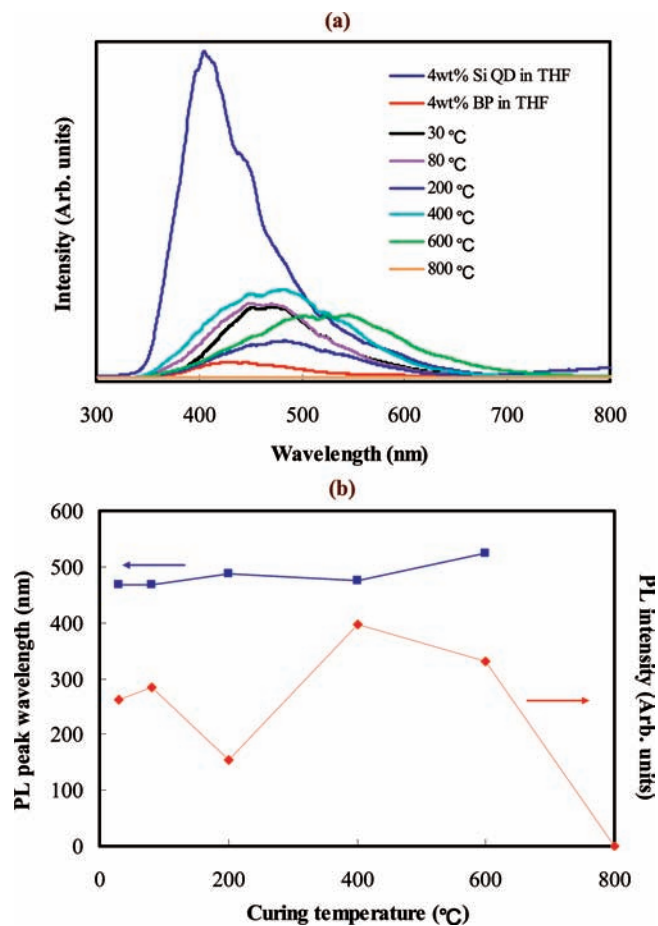 (a)
Intensity (Arb. units)
4wt% Si QD in THF
4wt% BP in THF
30 ℃
80 ℃
200 ℃
400 ℃
600 ℃
800 ℃
300 400 500 600 700 800
Wavelength (nm)
(b)
PL peak wavelength (nm)
600
500
400
300
200
100
0
PL intensity (Arb. units)
0 200 400 600 800
Curing temperature (℃)